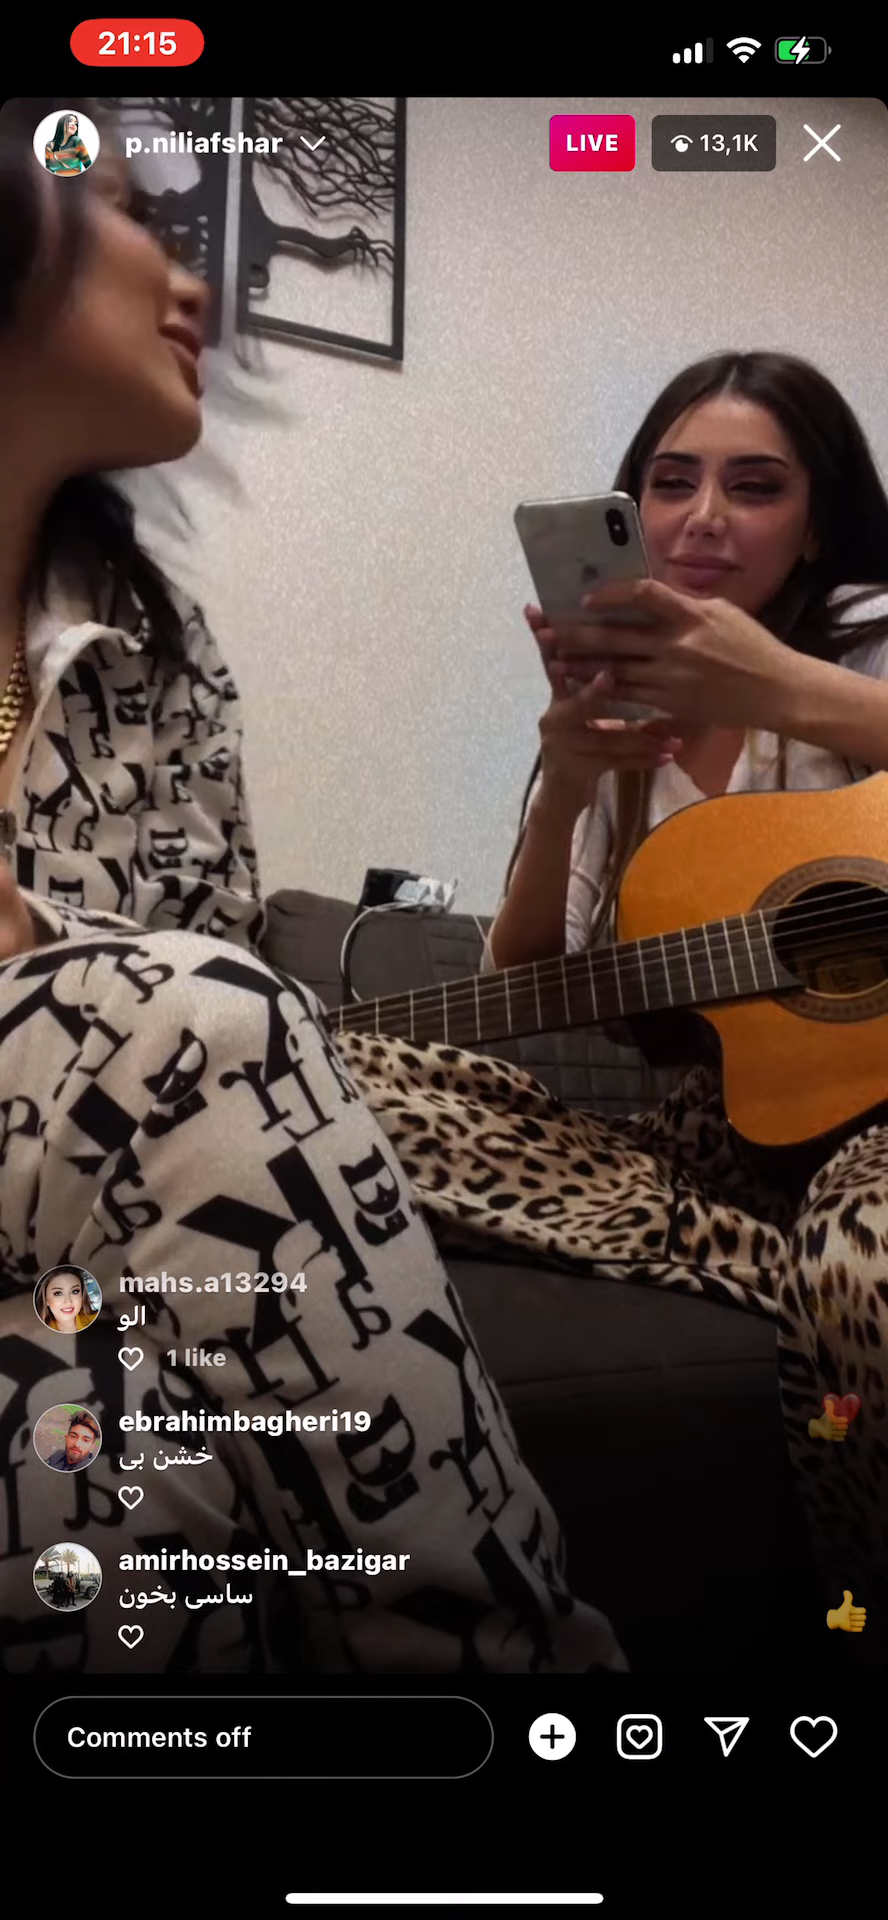 21:15
p.niliafshar
LIVE
13,1K
mahs.a13294
الو
1 like
ebrahimbagheri19
خشن بی
amirhossein_bazigar
ساسی بخون
Comments off